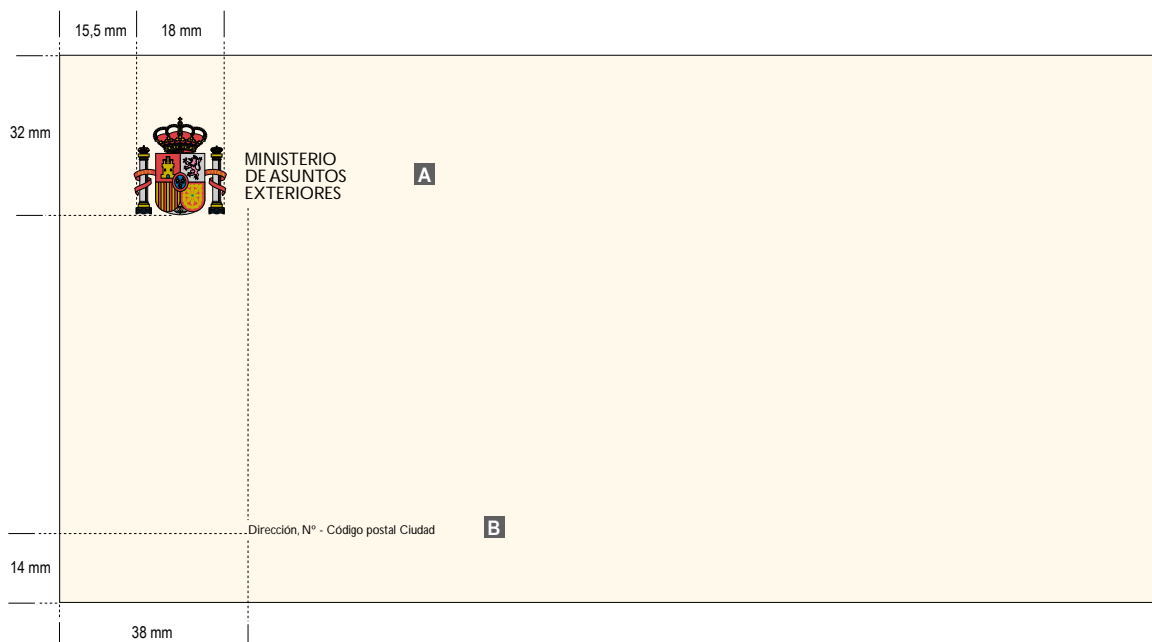 15,5 mm
18 mm
32 mm
MINISTERIO
DE ASUNTOS
EXTERIORES
A
Dirección, Nº - Código postal Ciudad
B
14 mm
38 mm